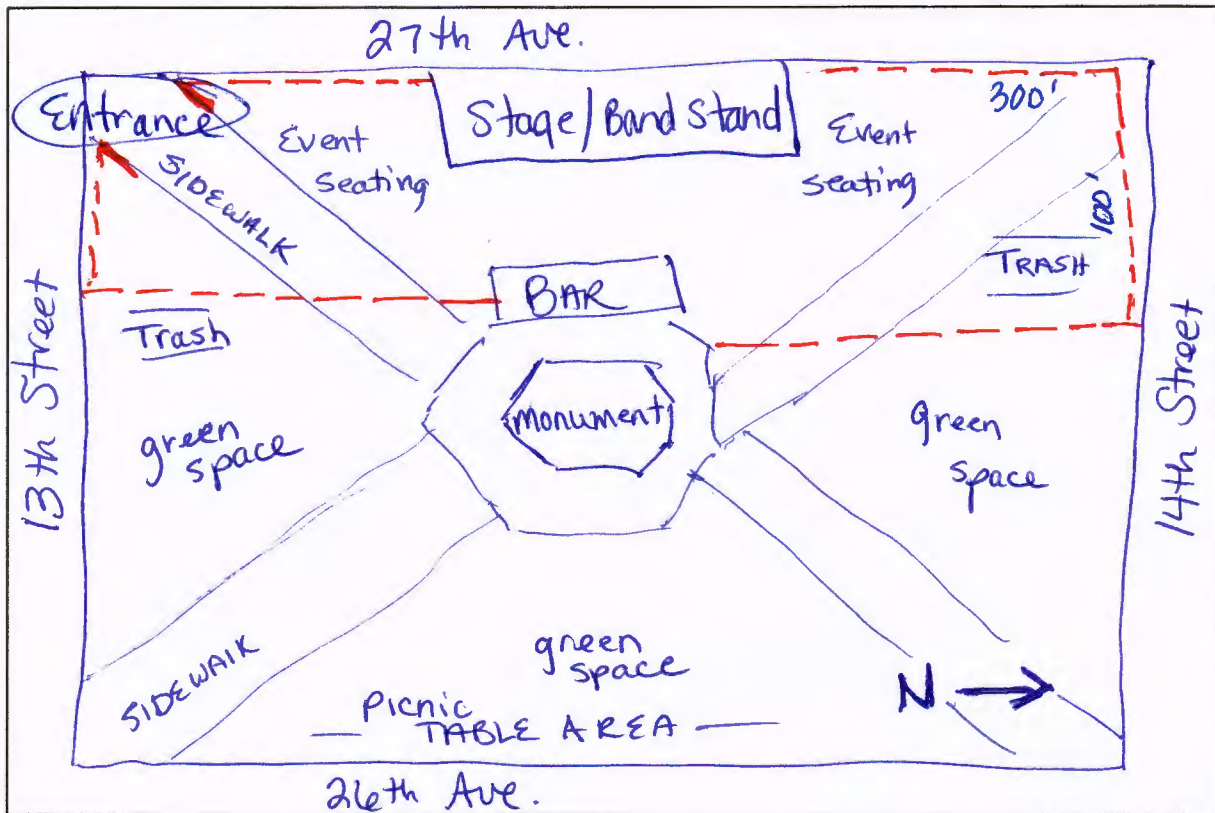 27th Ave.
Entrance
Stage/Band Stand
300'
Event
seating
Event
seating
SIDEWALK
100'
TRASH
BAR
Trash
13th Street
14th Street
monument
green
space
green
space
SIDEWALK
green
space
N
Picnic
TABLE AREA
26th Ave.